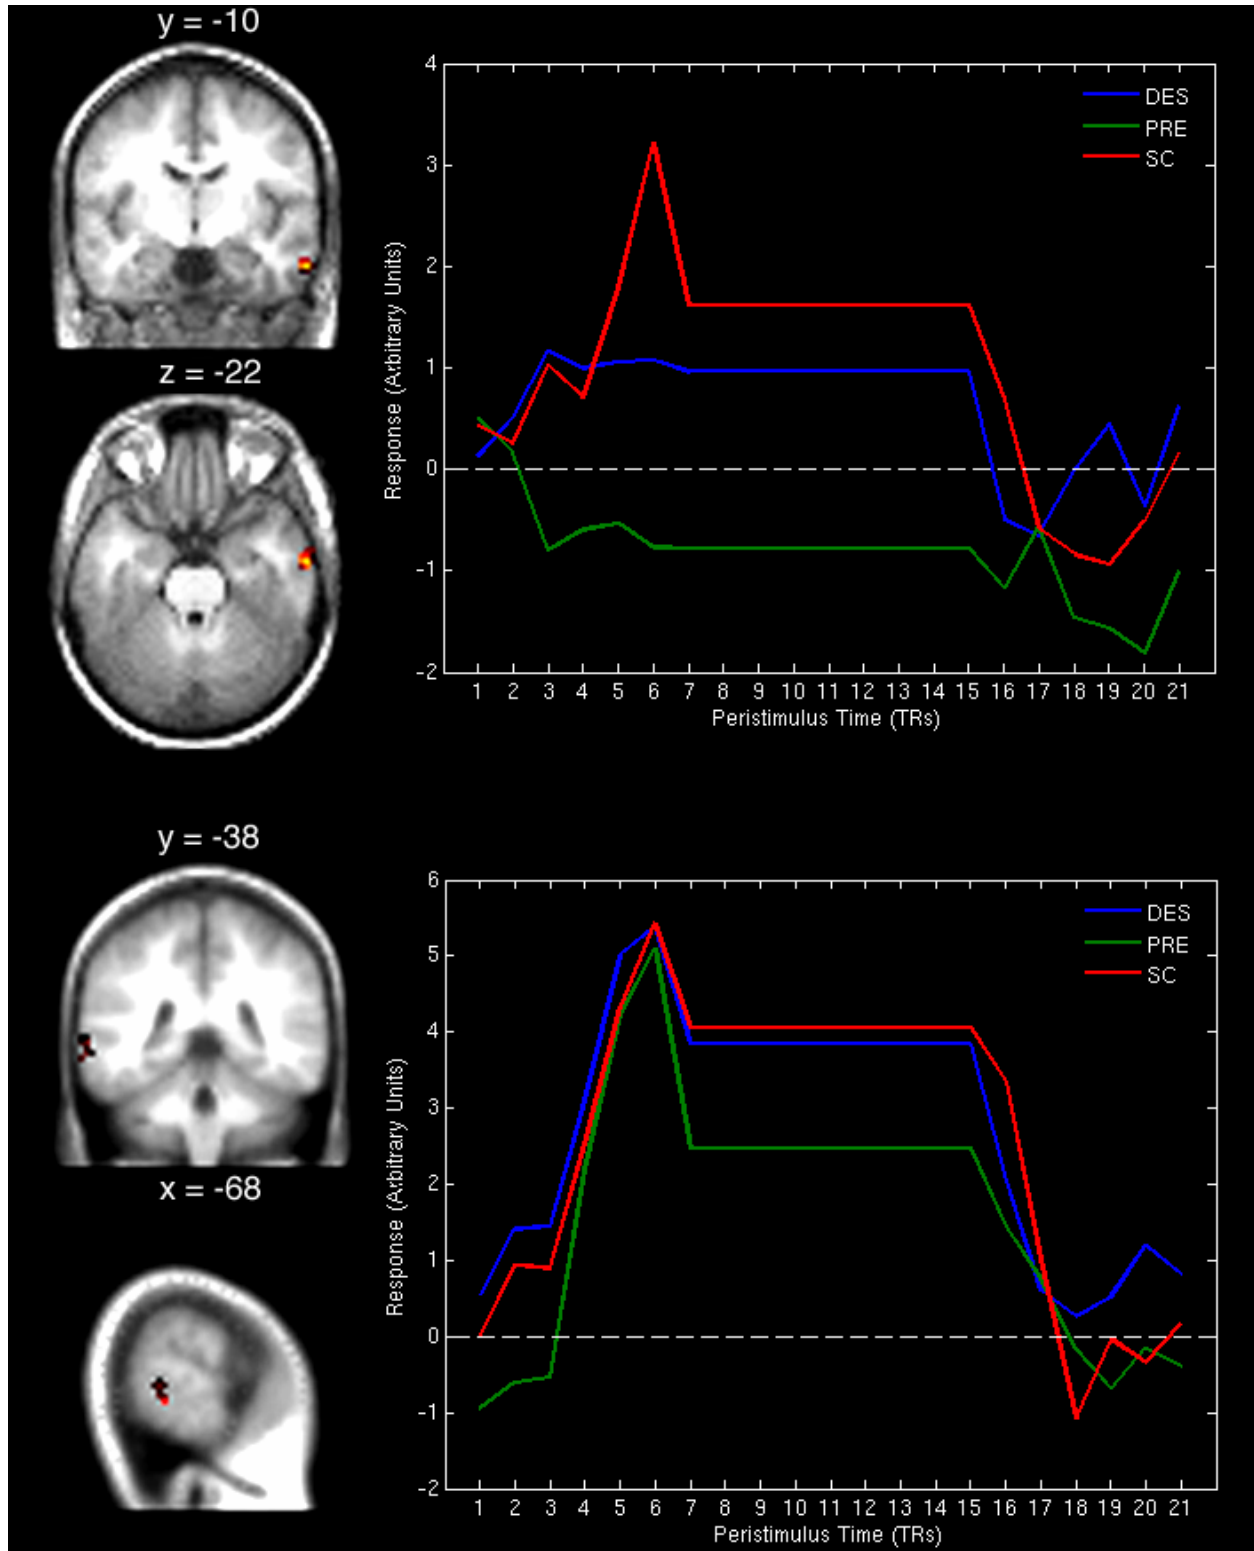 y = -10
z = -22
4
3
2
1
0
-1
-2
Response (Arbitrary Units)
DES
PRE
SC
1 2 3 4 5 6 7 8 9 10 11 12 13 14 15 16 17 18 19 20 21
Peristimulus Time (TRs)
y = -38
x = -68
6
5
4
3
2
1
0
-1
-2
Response (Arbitrary Units)
DES
PRE
SC
1 2 3 4 5 6 7 8 9 10 11 12 13 14 15 16 17 18 19 20 21
Peristimulus Time (TRs)